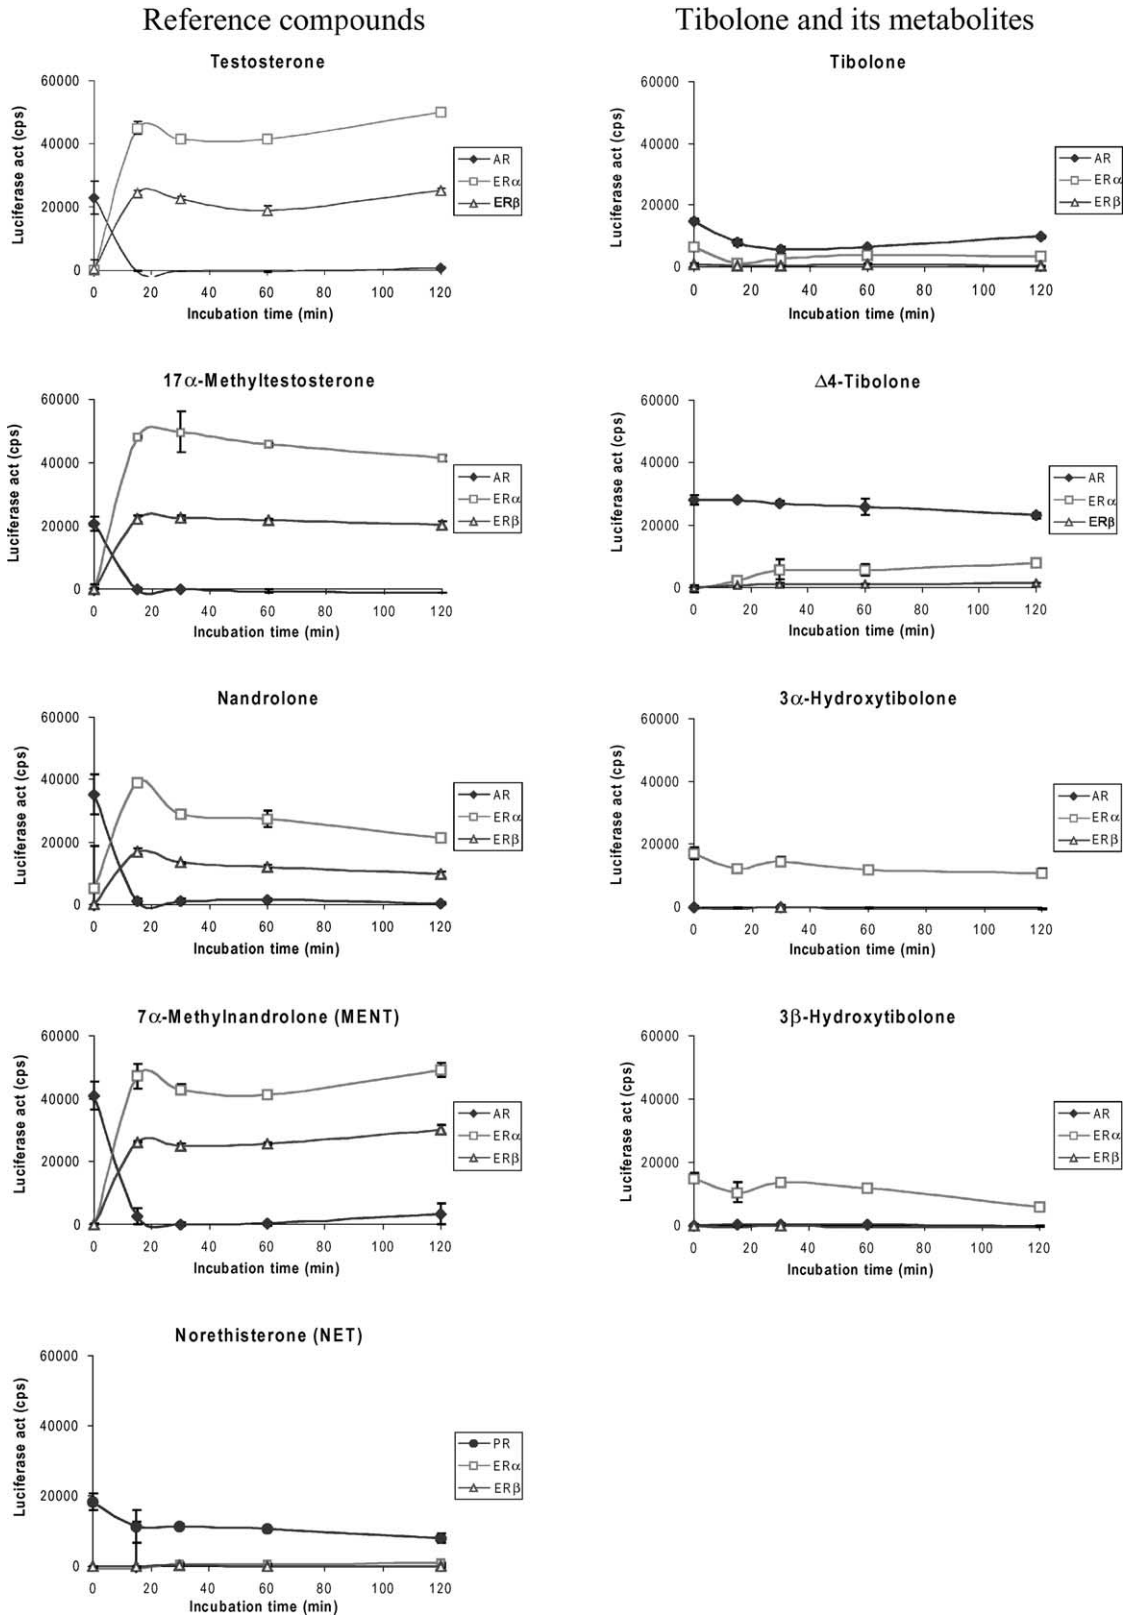 Reference compounds
Tibolone and its metabolites
Testosterone
Luciferase act (cps)
60000
40000
20000
0
0 20 40 60 80 100 120
Incubation time (min)
AR
ERα
ERβ
Tibolone
Luciferase act (cps)
60000
40000
20000
0
0 20 40 60 80 100 120
Incubation time (min)
AR
ERα
ERβ
17α-Methyltestosterone
Luciferase act (cps)
60000
40000
20000
0
0 20 40 60 80 100 120
Incubation time (min)
AR
ERα
ERβ
Δ4-Tibolone
Luciferase act (cps)
60000
40000
20000
0
0 20 40 60 80 100 120
Incubation time (min)
AR
ERα
ERβ
Nandrolone
Luciferase act (cps)
60000
40000
20000
0
0 20 40 60 80 100 120
Incubation time (min)
AR
ERα
ERβ
3α-Hydroxytibolone
Luciferase act (cps)
60000
40000
20000
0
0 20 40 60 80 100 120
Incubation time (min)
AR
ERα
ERβ
7α-Methylnandrolone (MENT)
Luciferase act (cps)
60000
40000
20000
0
0 20 40 60 80 100 120
Incubation time (min)
AR
ERα
ERβ
3β-Hydroxytibolone
Luciferase act (cps)
60000
40000
20000
0
0 20 40 60 80 100 120
Incubation time (min)
AR
ERα
ERβ
Norethisterone (NET)
Luciferase act (cps)
60000
40000
20000
0
0 20 40 60 80 100 120
Incubation time (min)
PR
ERα
ERβ